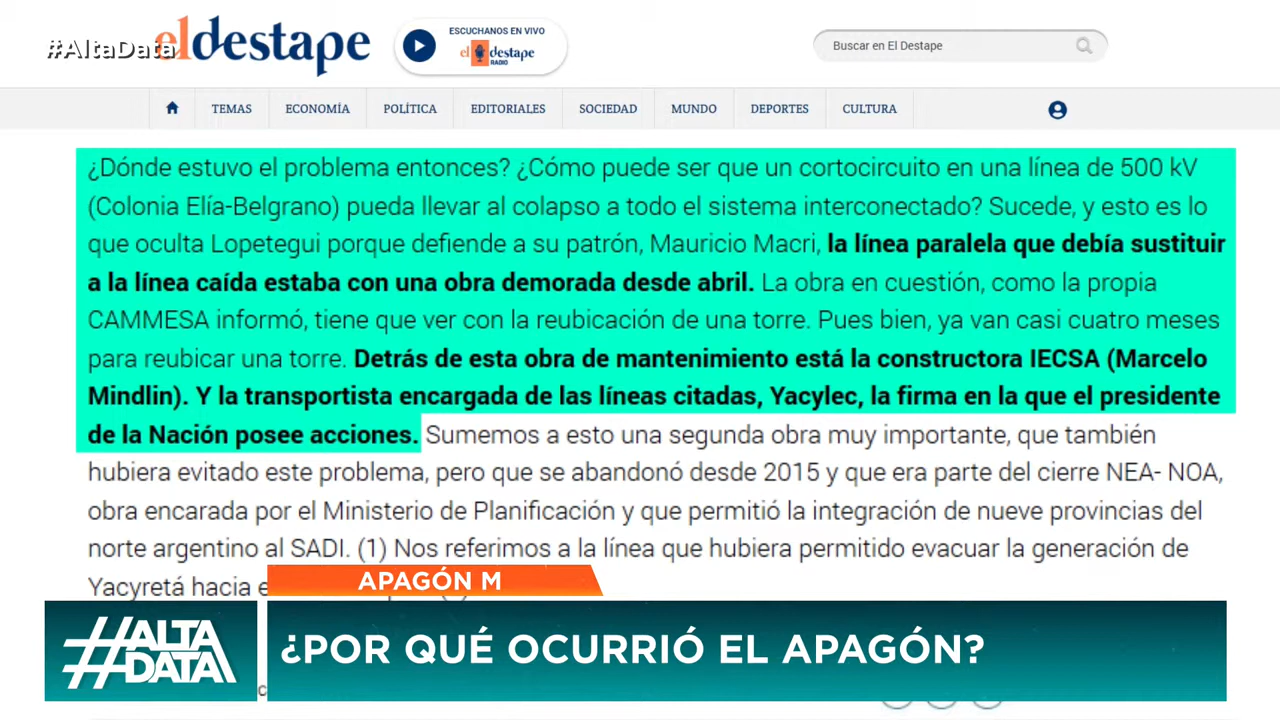 #AltaData
el destape
ESCUCHANOS EN VIVO
el destape
RADIO
Buscar en El Destape
TEMAS ECONOMÍA POLÍTICA EDITORIALES SOCIEDAD MUNDO DEPORTES CULTURA
¿Dónde estuvo el problema entonces? ¿Cómo puede ser que un cortocircuito en una línea de 500 kV
(Colonia Elía-Belgrano) pueda llevar al colapso a todo el sistema interconectado? Sucede, y esto es lo
que oculta Lopetegui porque defiende a su patrón, Mauricio Macri, la línea paralela que debía sustituir
a la línea caída estaba con una obra demorada desde abril. La obra en cuestión, como la propia
CAMMESA informó, tiene que ver con la reubicación de una torre. Pues bien, ya van casi cuatro meses
para reubicar una torre. Detrás de esta obra de mantenimiento está la constructora IECSA (Marcelo
Mindlin). Y la transportista encargada de las líneas citadas, Yacylec, la firma en la que el presidente
de la Nación posee acciones. Sumemos a esto una segunda obra muy importante, que también
hubiera evitado este problema, pero que se abandonó desde 2015 y que era parte del cierre NEA- NOA,
obra encarada por el Ministerio de Planificación y que permitió la integración de nueve provincias del
norte argentino al SADI. (1) Nos referimos a la línea que hubiera permitido evacuar la generación de
Yacyretá hacia
APAGÓN M
#ALTA
DATA
¿POR QUÉ OCURRIÓ EL APAGÓN?